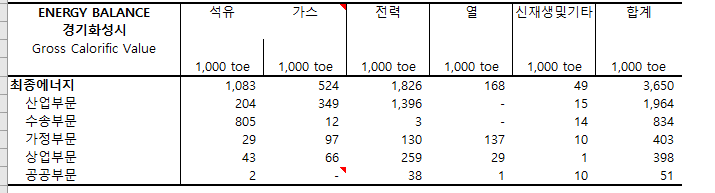 ENERGY BALANCE 석유 가스 전력 열 신재생및기타 합계
경기화성시
Gross Calorific Value
1,000 toe 1,000 toe 1,000 toe 1,000 toe 1,000 toe 1,000 toe
최종에너지 1,083 524 1,826 168 49 3,650
산업부문 204 349 1,396 - 15 1,964
수송부문 805 12 3 - 14 834
가정부문 29 97 130 137 10 403
상업부문 43 66 259 29 1 398
공공부문 2 - 38 1 10 51